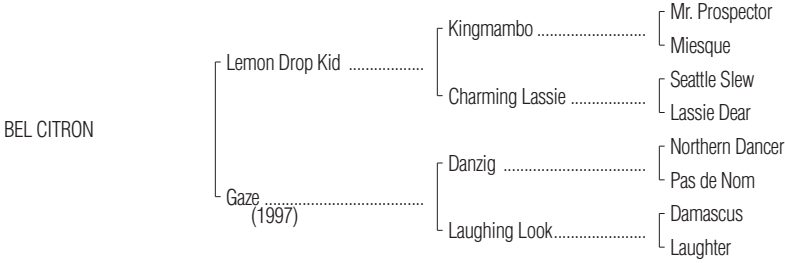 Mr. Prospector
Kingmambo ..........................
Miesque
Lemon Drop Kid ..................
Seattle Slew
Charming Lassie ..................
Lassie Dear
BEL CITRON
Northern Dancer
Danzig ..................................
Pas de Nom
Gaze ......................................
(1997)
Damascus
Laughing Look......................
Laughter